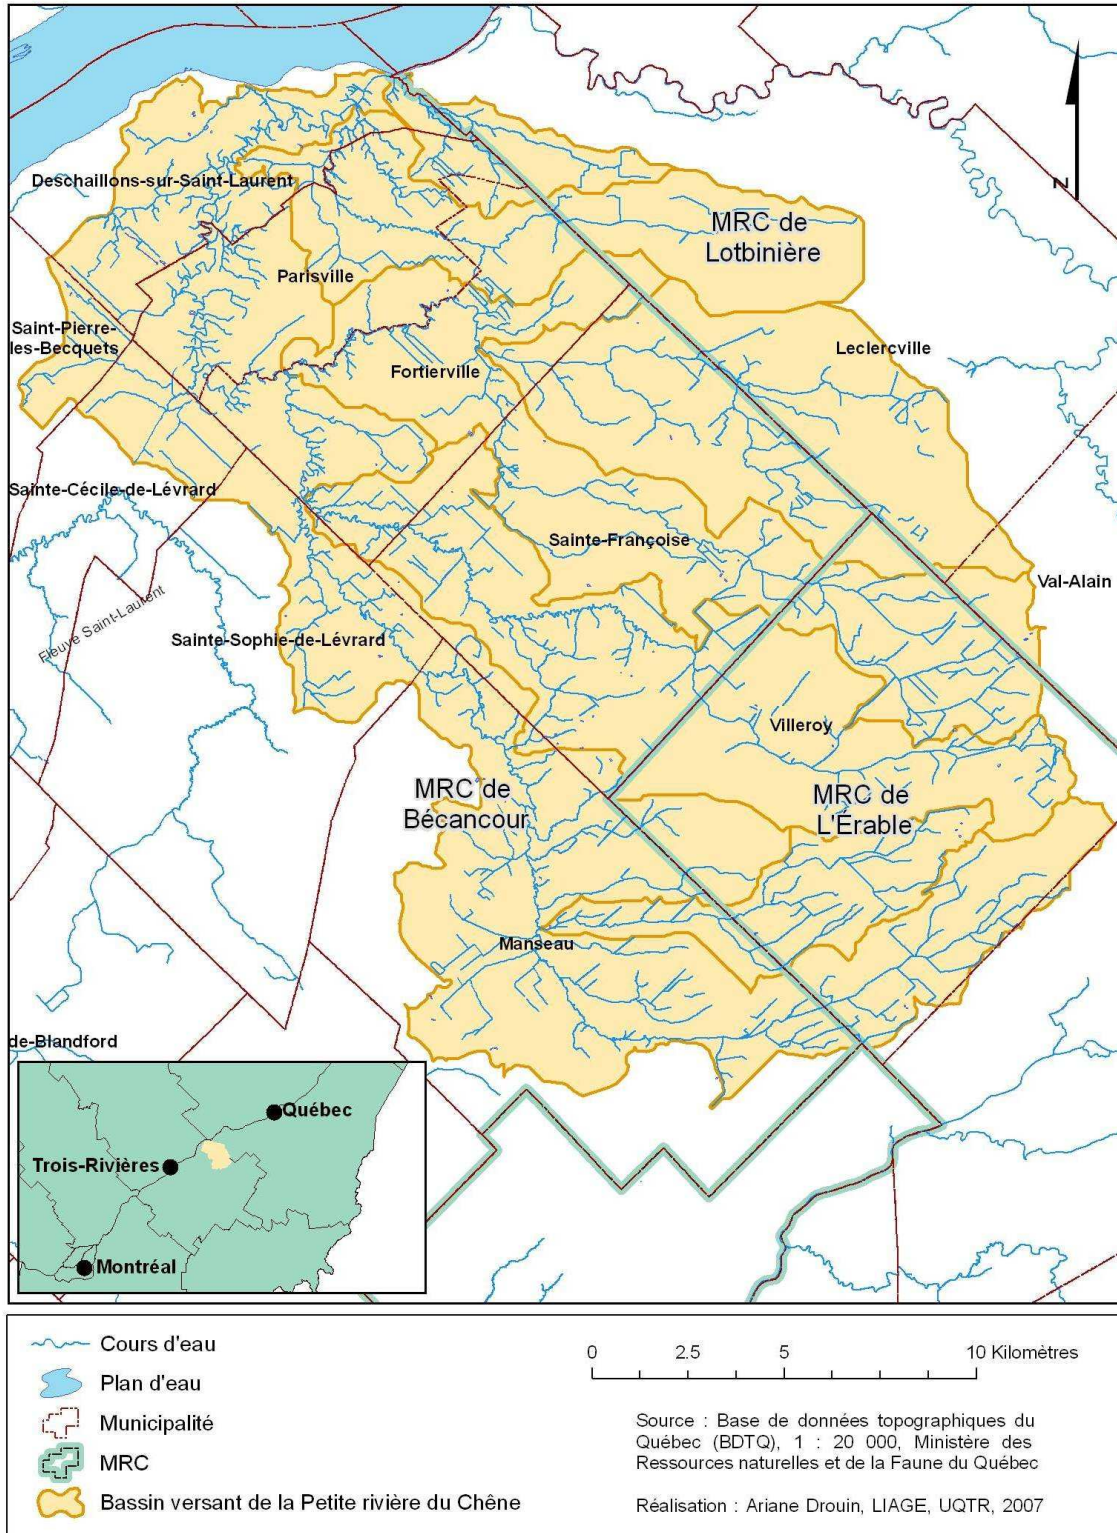 N
Deschaillons-sur-Saint-Laurent
MRC de
Lotbinière
Parisville
Saint-Pierre-
les-Becquets
Leclercville
Fortierville
Sainte-Cécile-de-Lévrard
Sainte-Françoise
Val-Alain
Fleuve Saint-Laurent
Sainte-Sophie-de-Lévrard
Villeroy
MRC de
Bécancour
MRC de
L'Érable
Manseau
de-Blandford
Québec
Trois-Rivières
Montréal
Cours d'eau
Plan d'eau
Municipalité
MRC
Bassin versant de la Petite rivière du Chêne
0 2.5 5 10 Kilomètres
Source : Base de données topographiques du
Québec (BDTQ), 1 : 20 000, Ministère des
Ressources naturelles et de la Faune du Québec
Réalisation : Ariane Drouin, LIAGE, UQTR, 2007